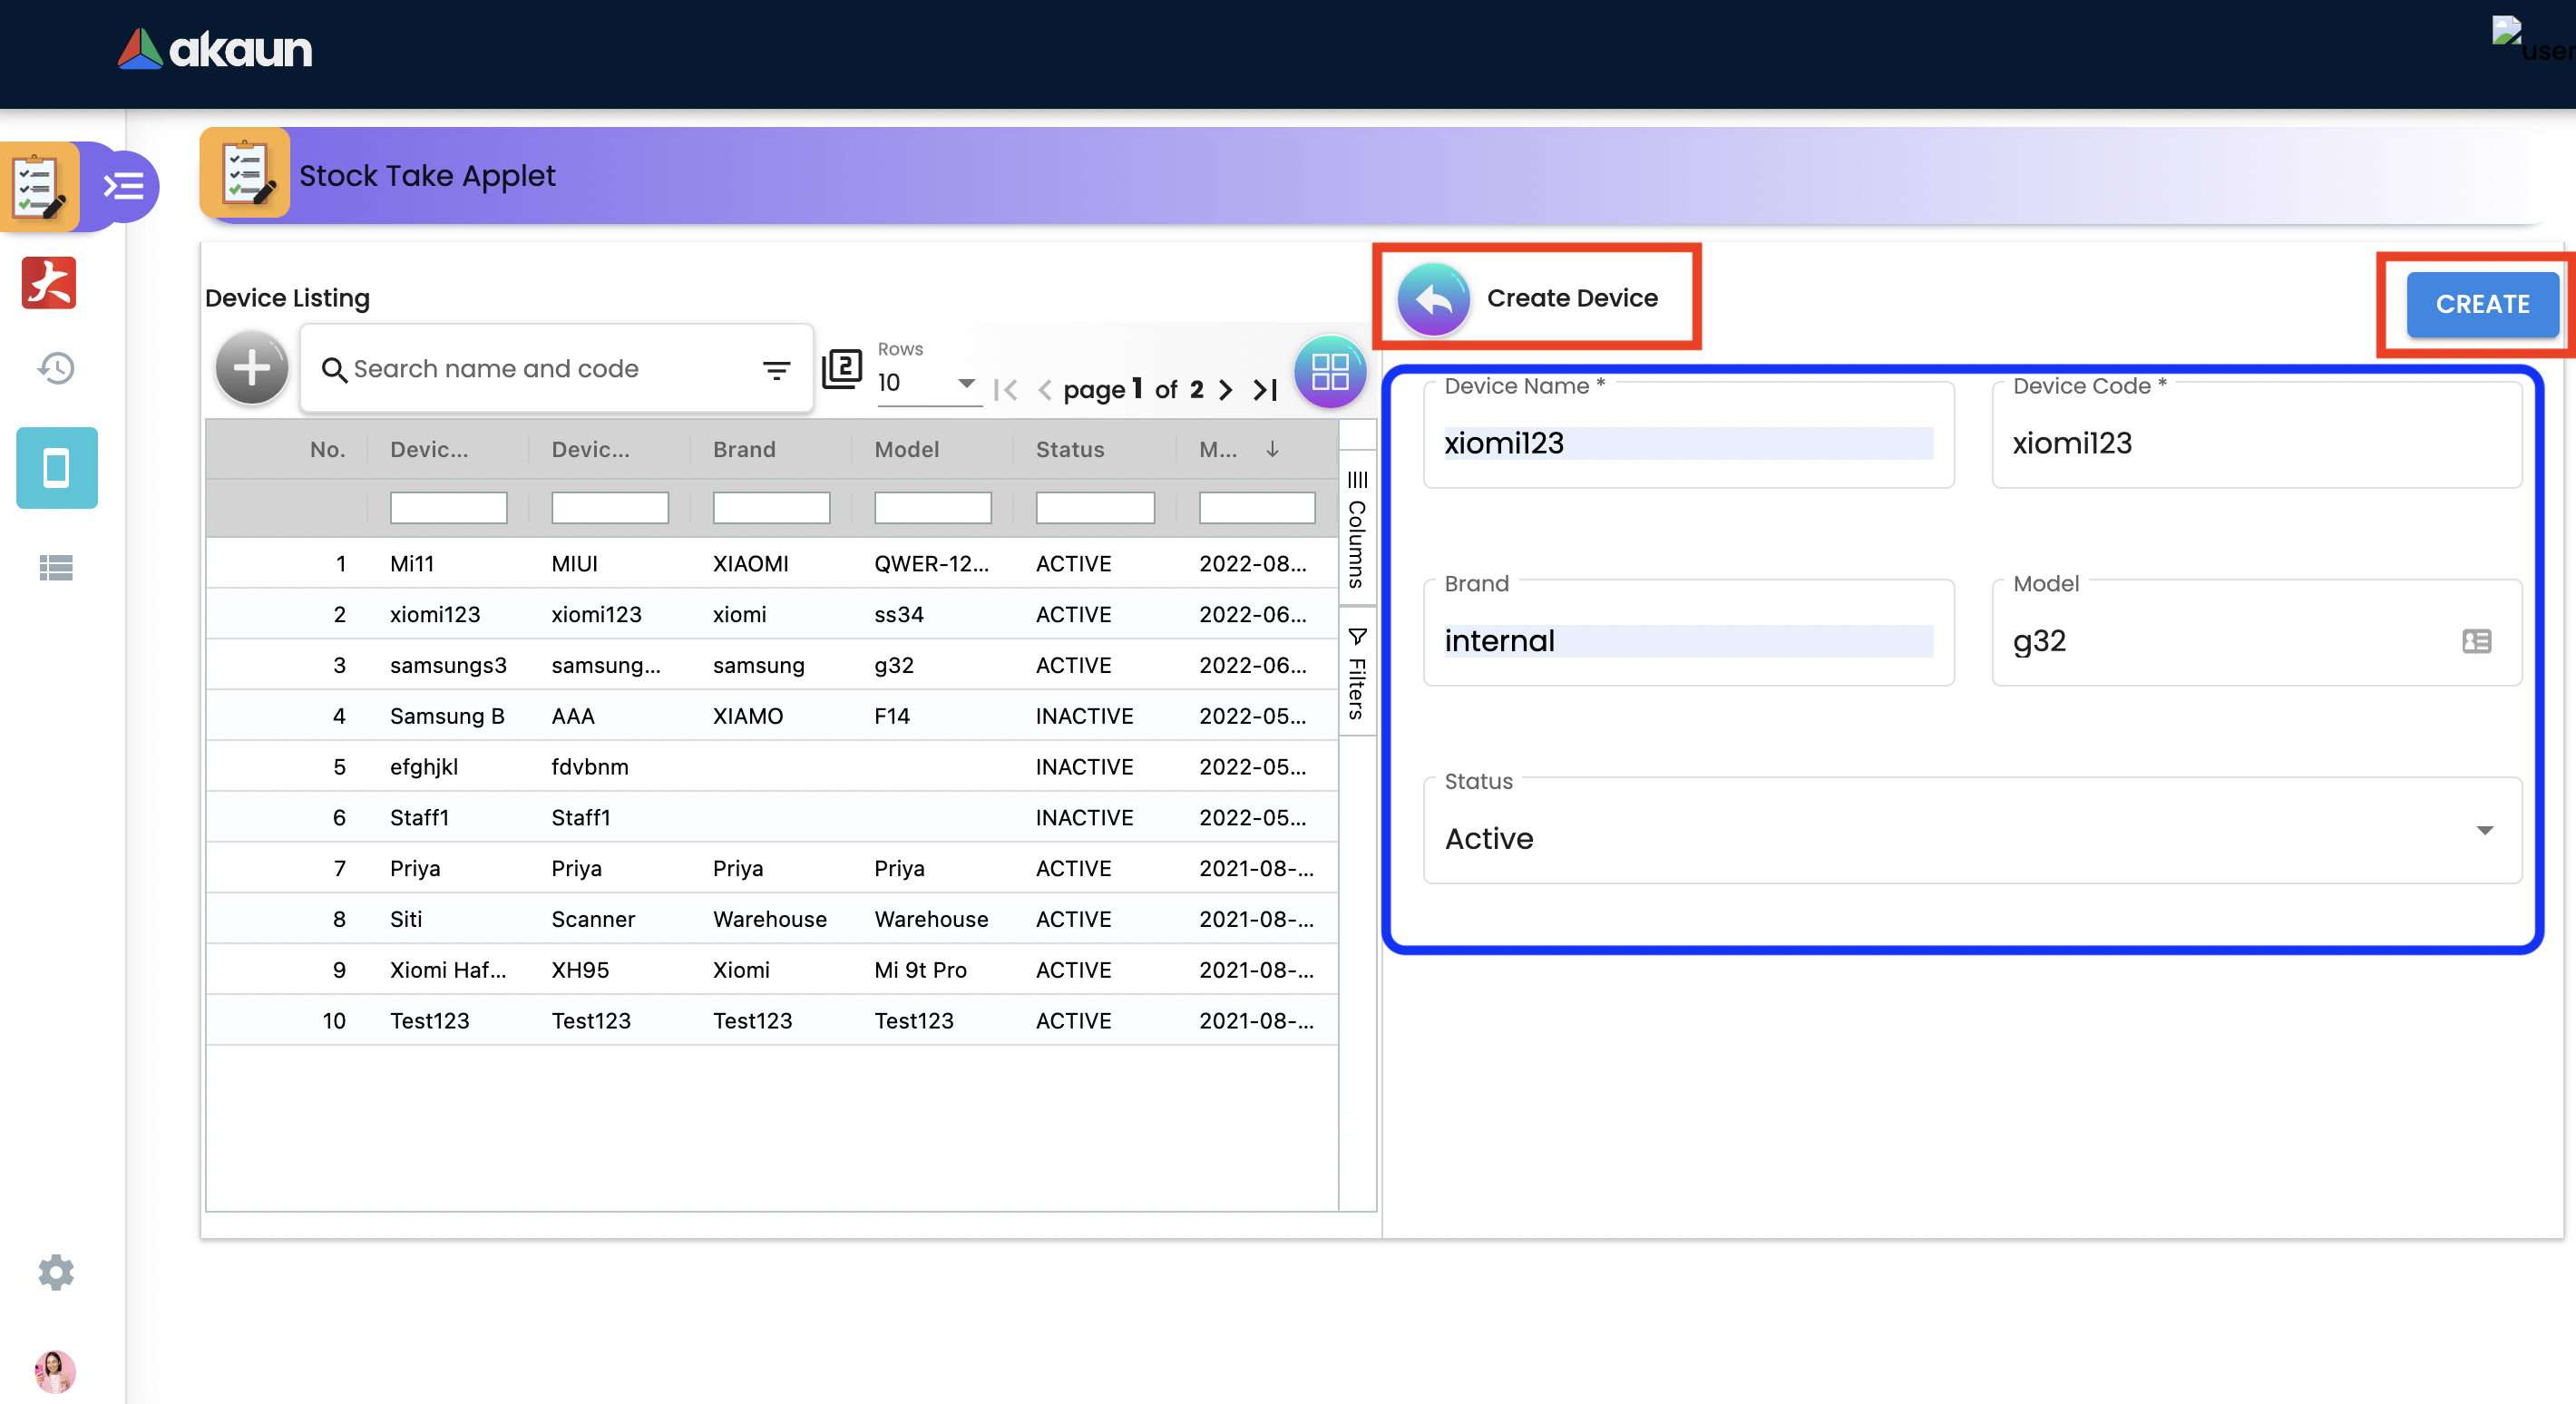 akaun
user
Stock Take Applet
Device Listing
Search name and code
2
Rows
10
page 1 of 2
No. Devic... Devic... Brand Model Status M...
1 Mi11 MIUI XIAOMI QWER-12... ACTIVE 2022-08...
2 xiomi123 xiomi123 xiomi ss34 ACTIVE 2022-06...
3 samsungs3 samsung... samsung g32 ACTIVE 2022-06...
4 Samsung B AAA XIAMO F14 INACTIVE 2022-05...
5 efghjkl fdvbnm INACTIVE 2022-05...
6 Staff1 Staff1 INACTIVE 2022-05...
7 Priya Priya Priya Priya ACTIVE 2021-08-...
8 Siti Scanner Warehouse Warehouse ACTIVE 2021-08-...
9 Xiomi Haf... XH95 Xiomi Mi 9t Pro ACTIVE 2021-08-...
10 Test123 Test123 Test123 Test123 ACTIVE 2021-08-...
Columns
Filters
Create Device
CREATE
Device Name *
xiomi123
Device Code *
xiomi123
Brand
internal
Model
g32
Status
Active